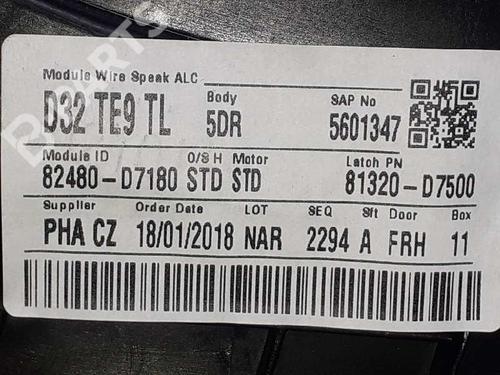 Module Wire Speak ALC
D32 TE9 TL
Body
5DR
SAP No
5601347
Module ID O/S H Motor Latch PN
82480-D7180 STD STD 81320-D7500
Supplier Order Date LOT SEQ Sft Door Box
PHA CZ 18/01/2018 NAR 2294 A FRH 11
PARTS